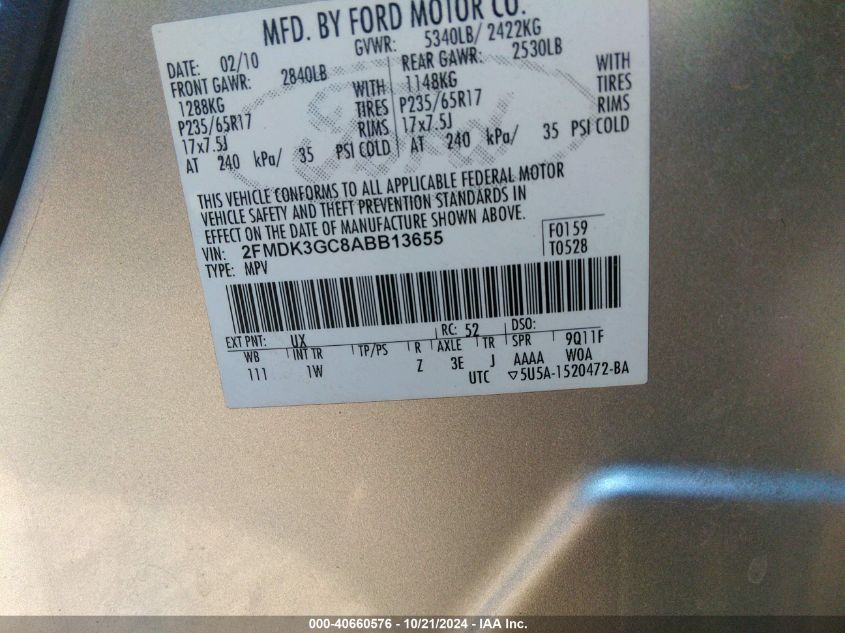 MFD. BY FORD MOTOR CO.
DATE: 02/10 GVWR: 5340LB/ 2422KG
FRONT GAWR: 2840LB REAR GAWR: 2530LB
1288KG WITH 1148KG WITH
P235/65R17 TIRES P235/65R17 TIRES
17x7.5J RIMS 17x7.5J RIMS
AT 240 kPa/ 35 PSI COLD AT 240 kPa/ 35 PSI COLD
THIS VEHICLE CONFORMS TO ALL APPLICABLE FEDERAL MOTOR
VEHICLE SAFETY AND THEFT PREVENTION STANDARDS IN
EFFECT ON THE DATE OF MANUFACTURE SHOWN ABOVE.
VIN: 2FMDK3GC8ABB13655 F0159
TYPE: MPV T0528
EXT PNT: UX RC: 52 DSO:
WB INT TR TP/PS R AXLE TR SPR 9Q11F
111 1W Z 3E J AAAA W0A
UTC ▽5U5A-1520472-BA
Ford
000-40660576 - 10/21/2024 - IAA Inc.